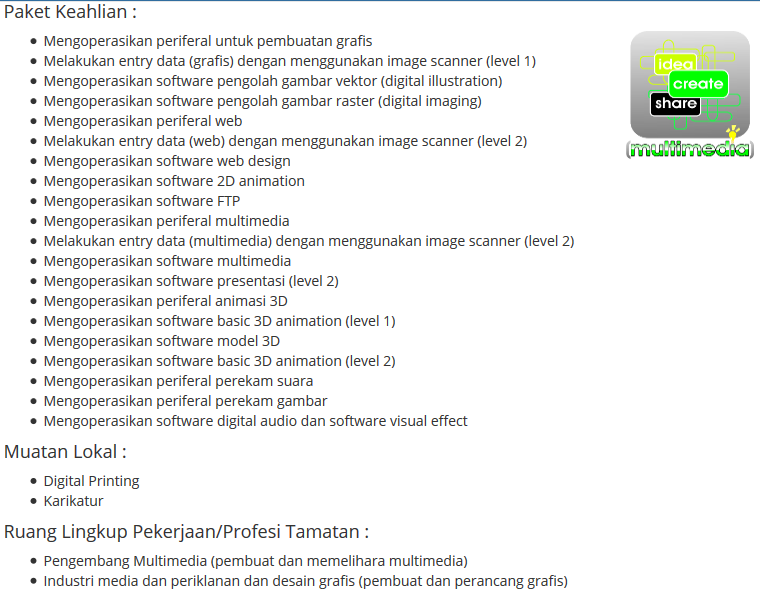 Paket Keahlian :
Mengoperasikan periferal untuk pembuatan grafis
Melakukan entry data (grafis) dengan menggunakan image scanner (level 1)
Mengoperasikan software pengolah gambar vektor (digital illustration)
Mengoperasikan software pengolah gambar raster (digital imaging)
Mengoperasikan periferal web
Melakukan entry data (web) dengan menggunakan image scanner (level 2)
Mengoperasikan software web design
Mengoperasikan software 2D animation
Mengoperasikan software FTP
Mengoperasikan periferal multimedia
Melakukan entry data (multimedia) dengan menggunakan image scanner (level 2)
Mengoperasikan software multimedia
Mengoperasikan software presentasi (level 2)
Mengoperasikan periferal animasi 3D
Mengoperasikan software basic 3D animation (level 1)
Mengoperasikan software model 3D
Mengoperasikan software basic 3D animation (level 2)
Mengoperasikan periferal perekam suara
Mengoperasikan periferal perekam gambar
Mengoperasikan software digital audio dan software visual effect
Muatan Lokal :
Digital Printing
Karikatur
Ruang Lingkup Pekerjaan/Profesi Tamatan :
Pengembang Multimedia (pembuat dan memelihara multimedia)
Industri media dan periklanan dan desain grafis (pembuat dan perancang grafis)
idea
create
share
(multimedia)